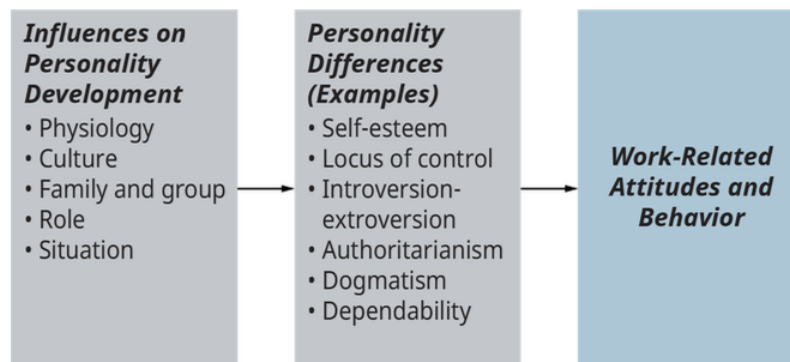 Influences on
Personality
Development
• Physiology
• Culture
• Family and group
• Role
• Situation
Personality
Differences
(Examples)
• Self-esteem
• Locus of control
• Introversion-
extroversion
• Authoritarianism
• Dogmatism
• Dependability
Work-Related
Attitudes and
Behavior